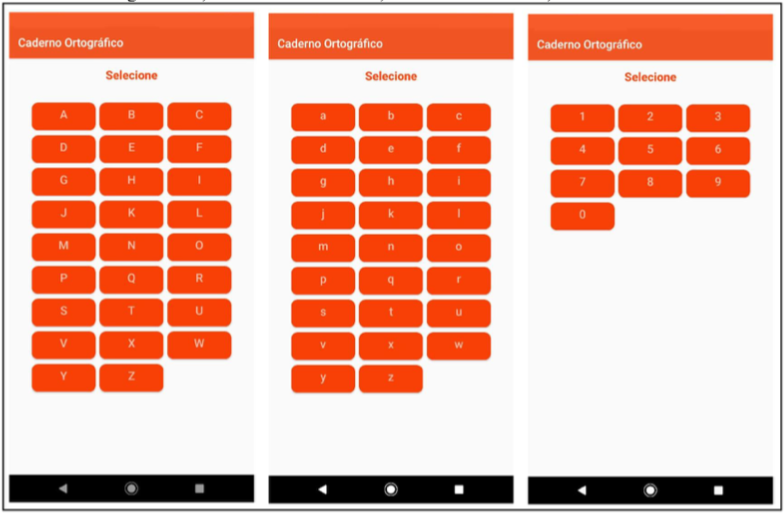 Caderno Ortográfico
Selecione
A B C
D E F
G H I
J K L
M N O
P Q R
S T U
V X W
Y Z
Caderno Ortográfico
Selecione
a b c
d e f
g h i
j k l
m n o
p q r
s t u
v x w
y z
Caderno Ortográfico
Selecione
1 2 3
4 5 6
7 8 9
0